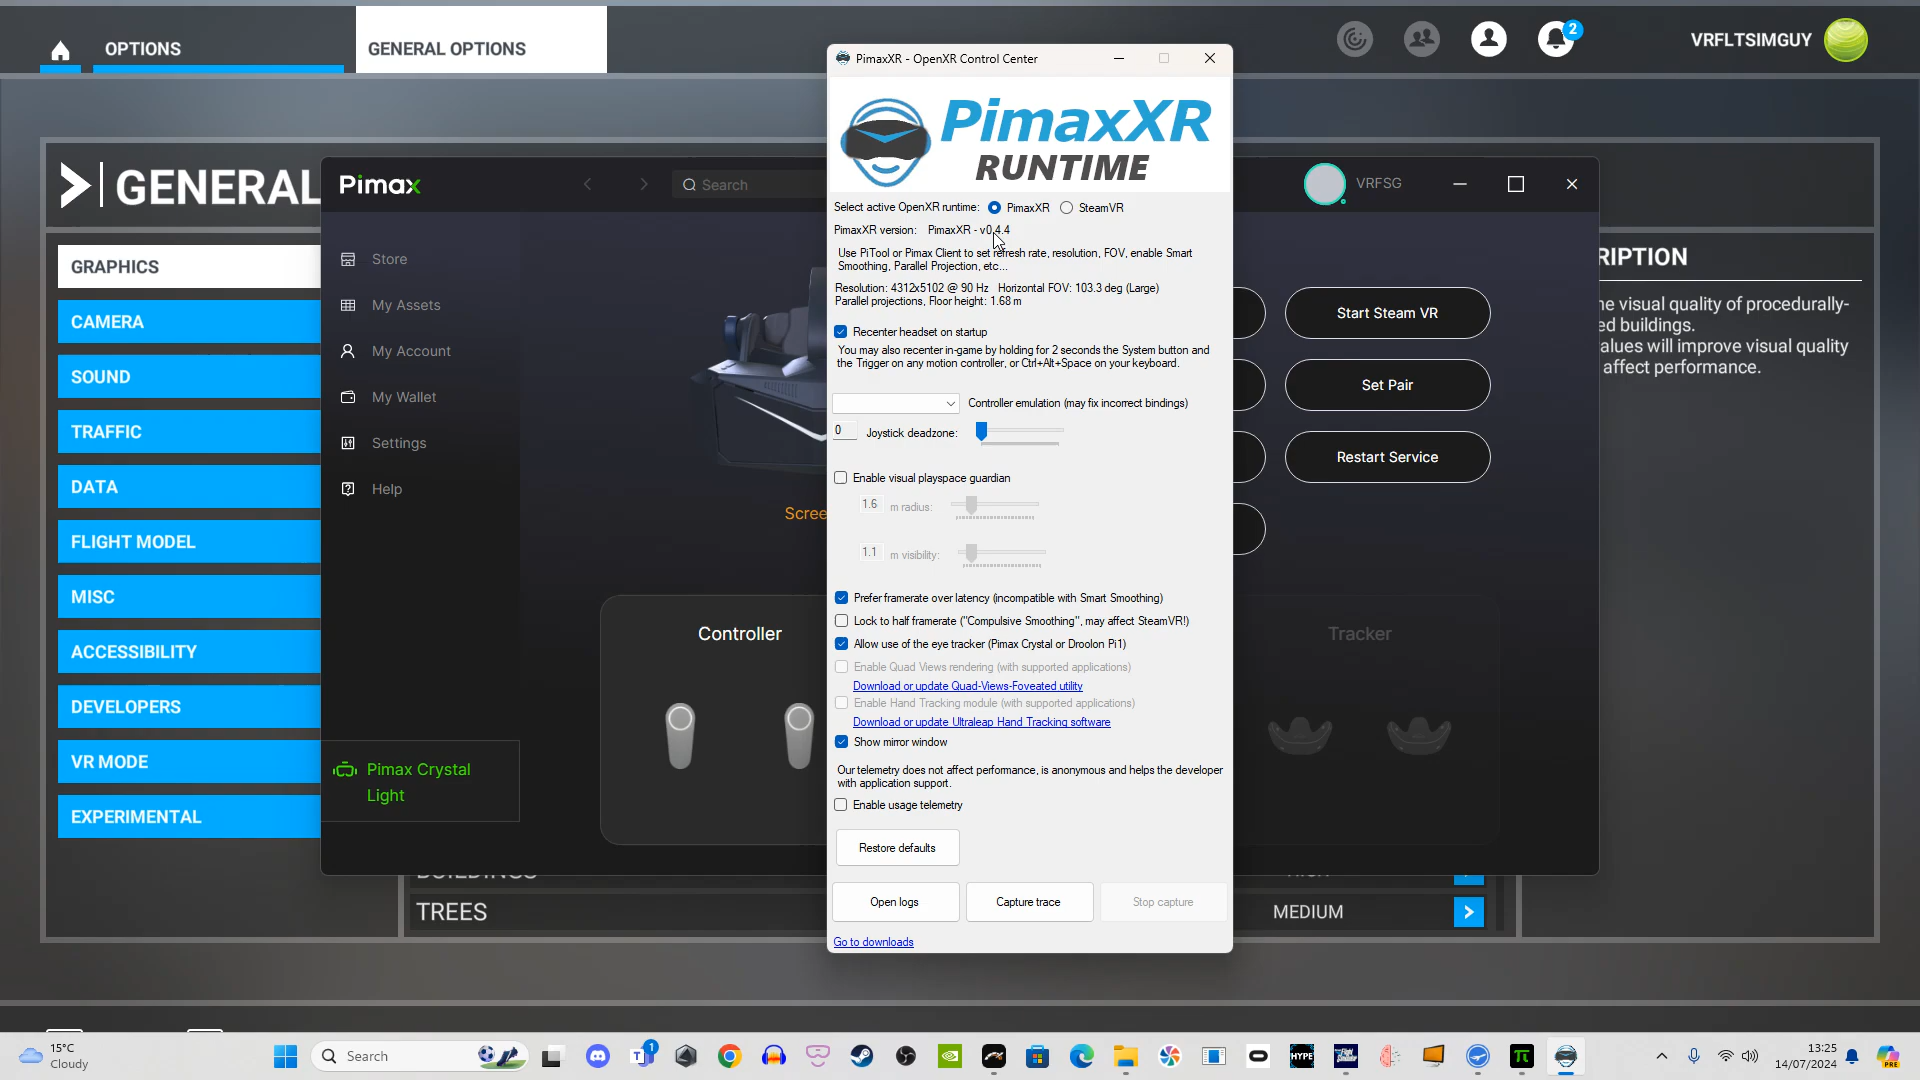 OPTIONS
GENERAL OPTIONS
2
VRFLTSIMGUY
PimaxXR - OpenXR Control Center
PimaxXR
RUNTIME
GENERAL
Pimax
Search
VRFSG
Select active OpenXR runtime: PimaxXR SteamVR
PimaxXR version: PimaxXR - v0.4.4
Use PiTool or Pimax Client to set refresh rate, resolution, FOV, enable Smart
Smoothing, Parallel Projection, etc...
Resolution: 4312x5102 @ 90 Hz Horizontal FOV: 103.3 deg (Large)
Parallel projections, Floor height: 1.68 m
Recenter headset on startup
You may also recenter in-game by holding for 2 seconds the System button and
the Trigger on any motion controller, or Ctrl+Alt+Space on your keyboard.
Controller emulation (may fix incorrect bindings)
0 Joystick deadzone:
Enable visual playspace guardian
1.6 m radius:
1.1 m visibility:
Prefer framerate over latency (incompatible with Smart Smoothing)
Lock to half framerate ("Compulsive Smoothing", may affect SteamVR!)
Allow use of the eye tracker (Pimax Crystal or Droolon Pi1)
Enable Quad Views rendering (with supported applications)
Download or update Quad-Views-Foveated utility
Enable Hand Tracking module (with supported applications)
Download or update Ultraleap Hand Tracking software
Show mirror window
Our telemetry does not affect performance, is anonymous and helps the developer
with application support.
Enable usage telemetry
Restore defaults
Open logs
Capture trace
Stop capture
Go to downloads
GRAPHICS
CAMERA
SOUND
TRAFFIC
DATA
FLIGHT MODEL
MISC
ACCESSIBILITY
DEVELOPERS
VR MODE
EXPERIMENTAL
Store
My Assets
My Account
My Wallet
Settings
Help
Pimax Crystal
Light
Scree
Controller
Start Steam VR
Set Pair
Restart Service
Tracker
RIPTION
he visual quality of procedurally-
ed buildings.
alues will improve visual quality
affect performance.
BUILDINGS
TREES
MEDIUM
15°C
Cloudy
Search
1
HYPE
13:25
14/07/2024
PRE